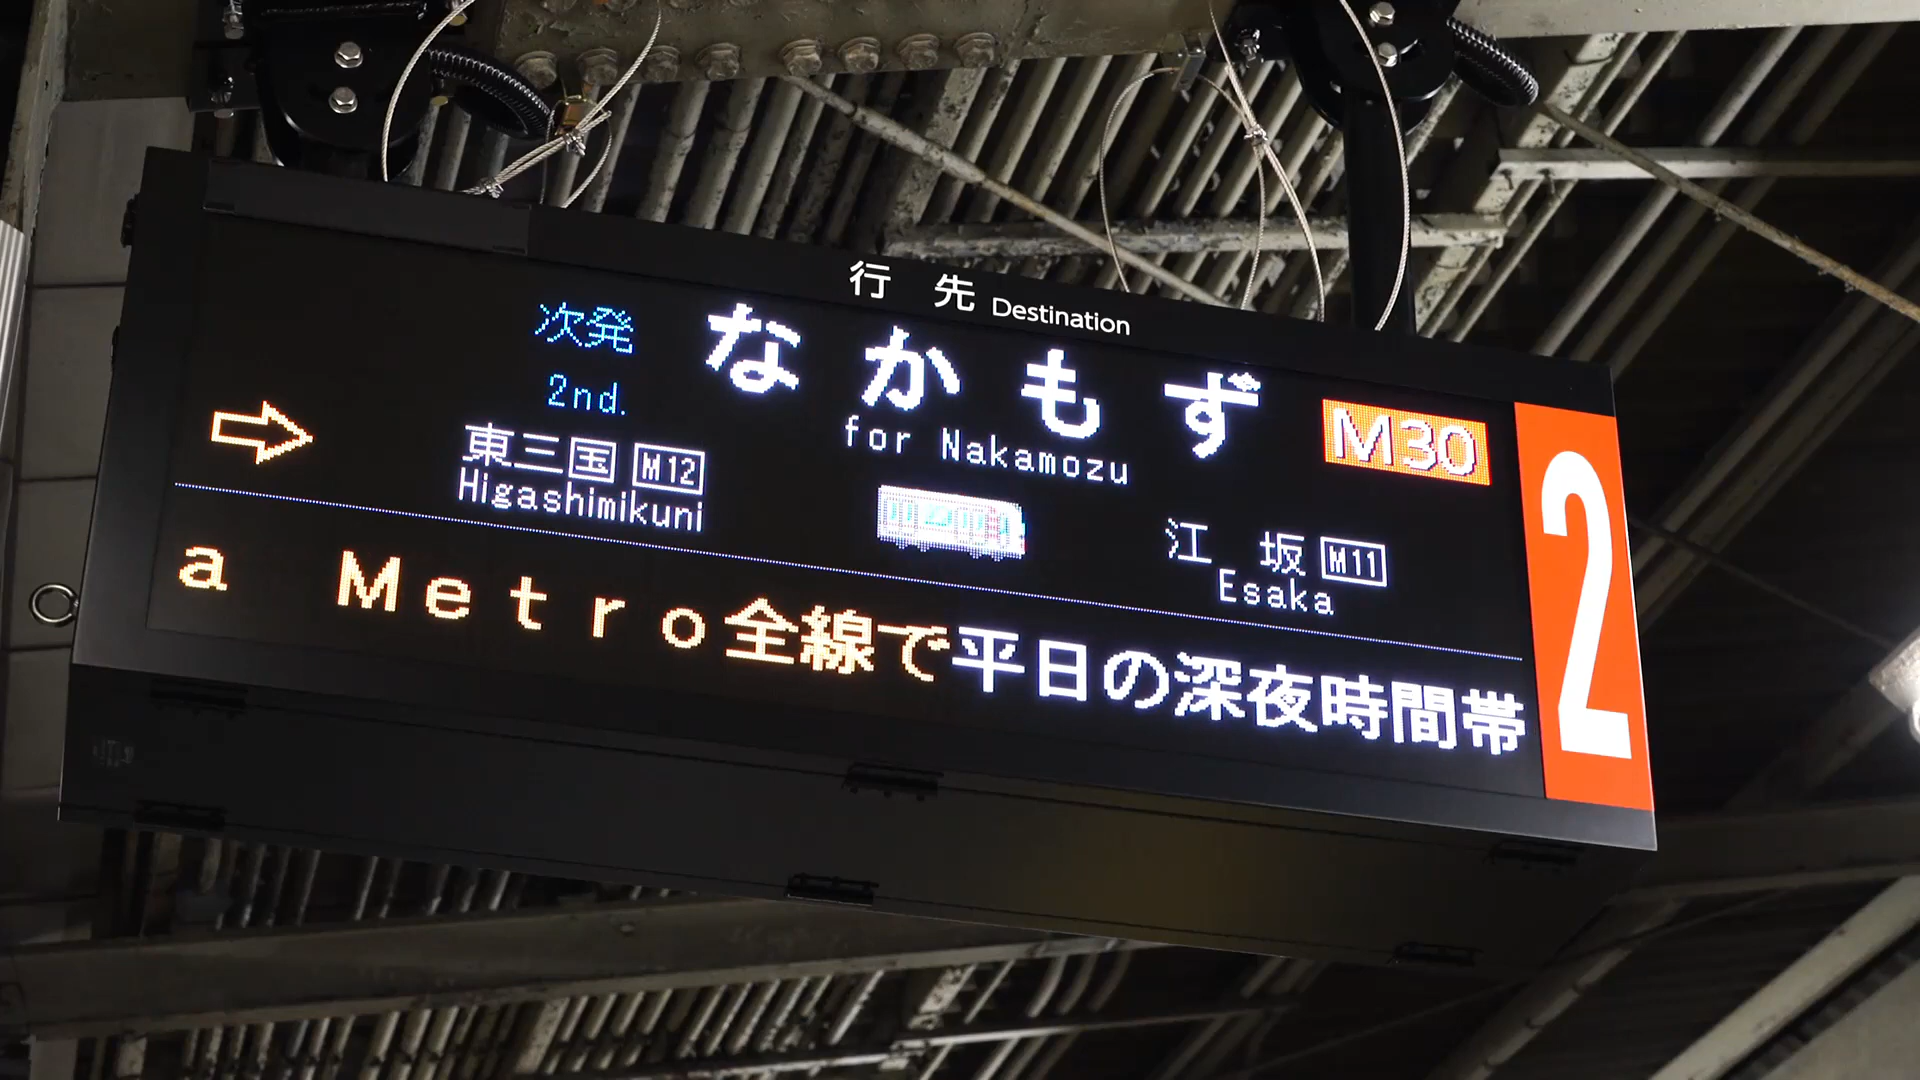 行先 Destination
次発 なかもず M30
2nd. for Nakamozu
東三国 M12 江坂 M11
Higashimikuni Esaka
a Metro全線で平日の深夜時間帯
2